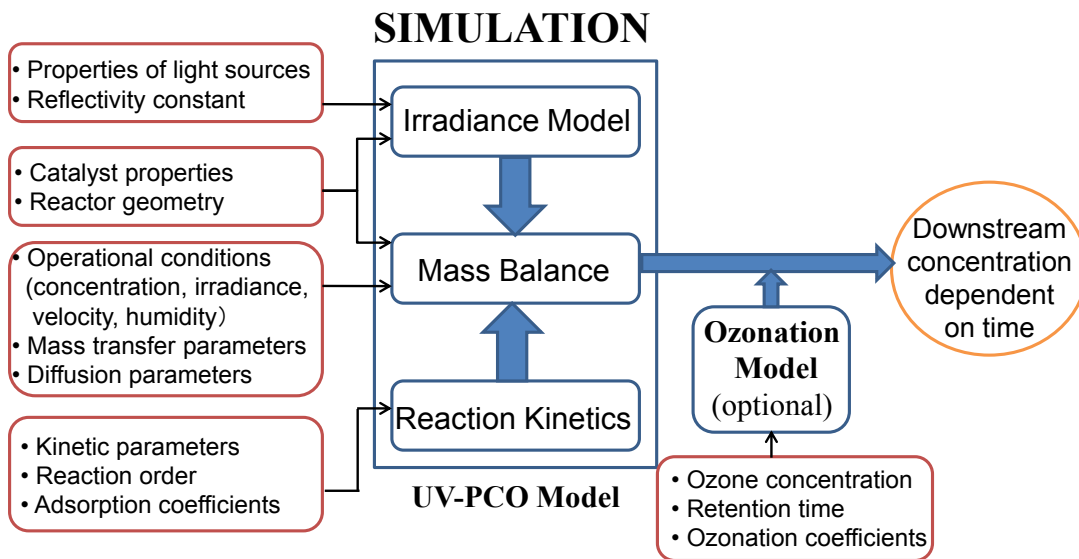 SIMULATION
• Properties of light sources
• Reflectivity constant
• Catalyst properties
• Reactor geometry
• Operational conditions
(concentration, irradiance,
velocity, humidity）
• Mass transfer parameters
• Diffusion parameters
• Kinetic parameters
• Reaction order
• Adsorption coefficients
Irradiance Model
Mass Balance
Reaction Kinetics
UV-PCO Model
Ozonation
Model
(optional)
• Ozone concentration
• Retention time
• Ozonation coefficients
Downstream
concentration
dependent
on time